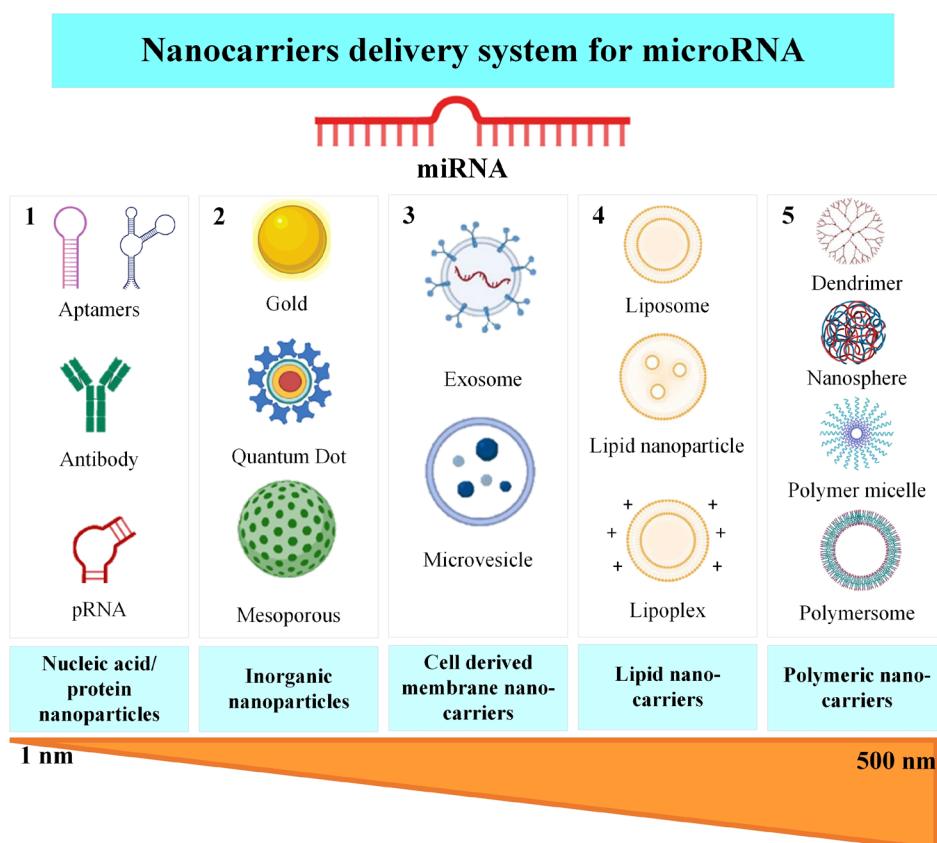 Nanocarriers delivery system for microRNA
miRNA
1
Aptamers
Antibody
pRNA
Nucleic acid/
protein
nanoparticles
2
Gold
Quantum Dot
Mesoporous
Inorganic
nanoparticles
3
Exosome
Microvesicle
Cell derived
membrane nano-
carriers
4
Liposome
Lipid nanoparticle
+ +
+ +
+ +
Lipoplex
Lipid nano-
carriers
5
Dendrimer
Nanosphere
Polymer micelle
Polymersome
Polymeric nano-
carriers
1 nm
500 nm